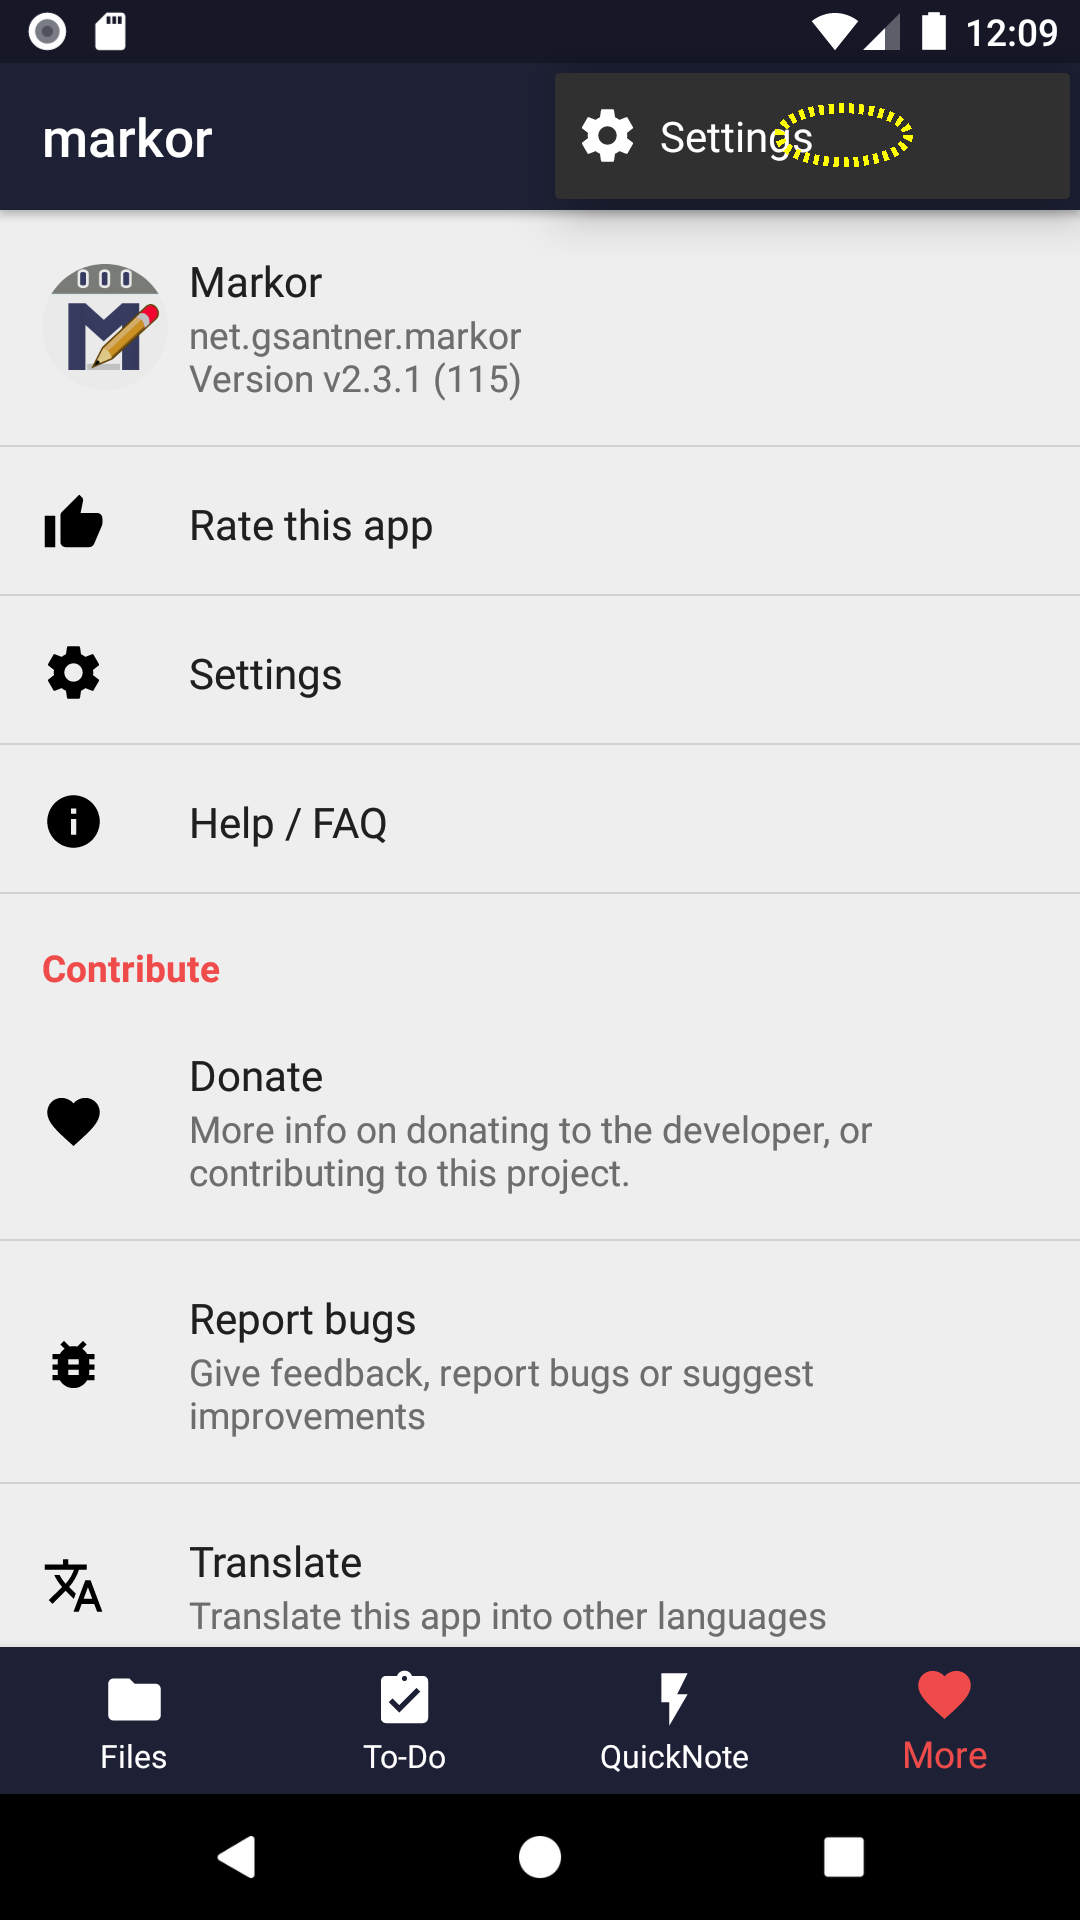 12:09
markor
Settings
Markor
net.gsantner.markor
Version v2.3.1 (115)
Rate this app
Settings
Help / FAQ
Contribute
Donate
More info on donating to the developer, or
contributing to this project.
Report bugs
Give feedback, report bugs or suggest
improvements
Translate
Translate this app into other languages
Files
To-Do
QuickNote
More